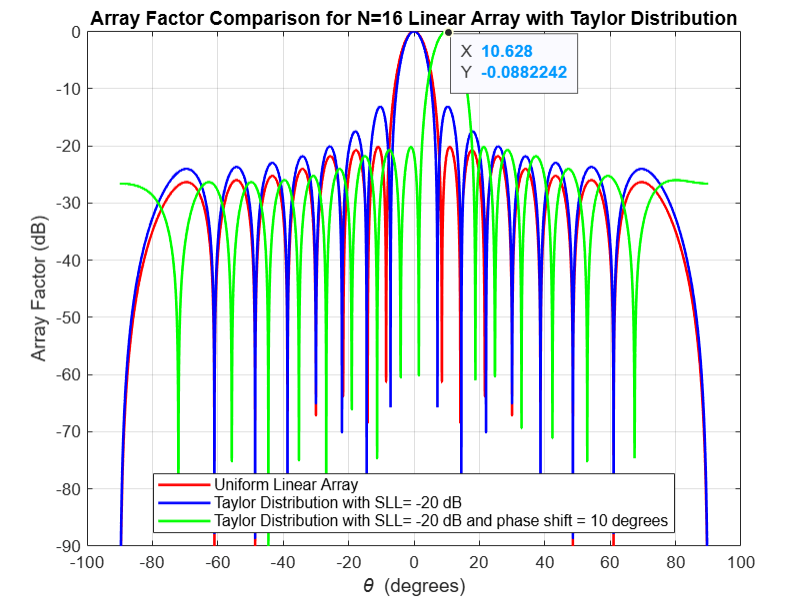 Array Factor Comparison for N=16 Linear Array with Taylor Distribution
X 10.628
Y -0.0882242
0
-10
-20
-30
-40
-50
-60
-70
-80
-90
Array Factor (dB)
Uniform Linear Array
Taylor Distribution with SLL= -20 dB
Taylor Distribution with SLL= -20 dB and phase shift = 10 degrees
-100 -80 -60 -40 -20 0 20 40 60 80 100
θ (degrees)